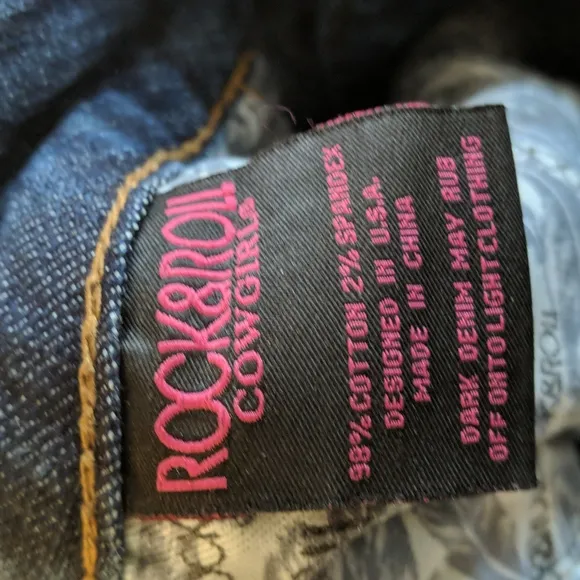 ROCK&ROLL
COWGIRL
98% COTTON 2% SPANDEX
DESIGNED IN U.S.A.
MADE IN CHINA
DARK DENIM MAY RUB
OFF ONTO LIGHT CLOTHING